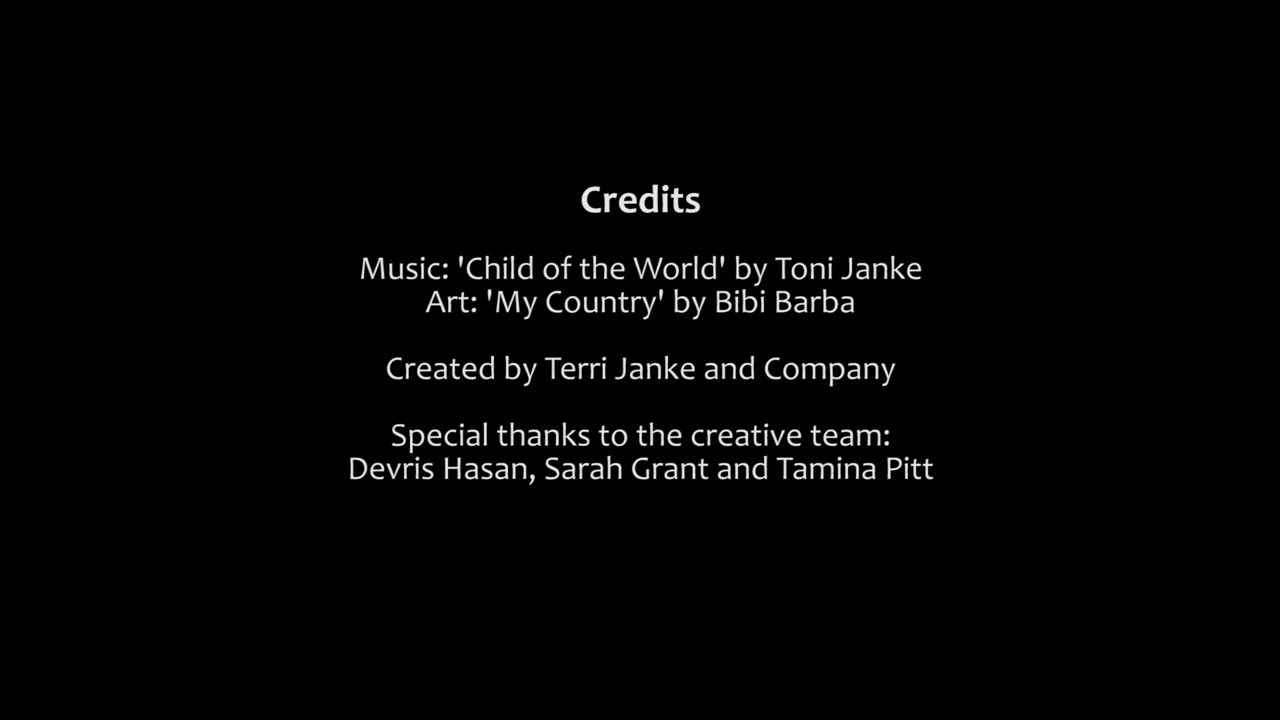 Credits
Music: 'Child of the World' by Toni Janke
Art: 'My Country' by Bibi Barba
Created by Terri Janke and Company
Special thanks to the creative team:
Devris Hasan, Sarah Grant and Tamina Pitt